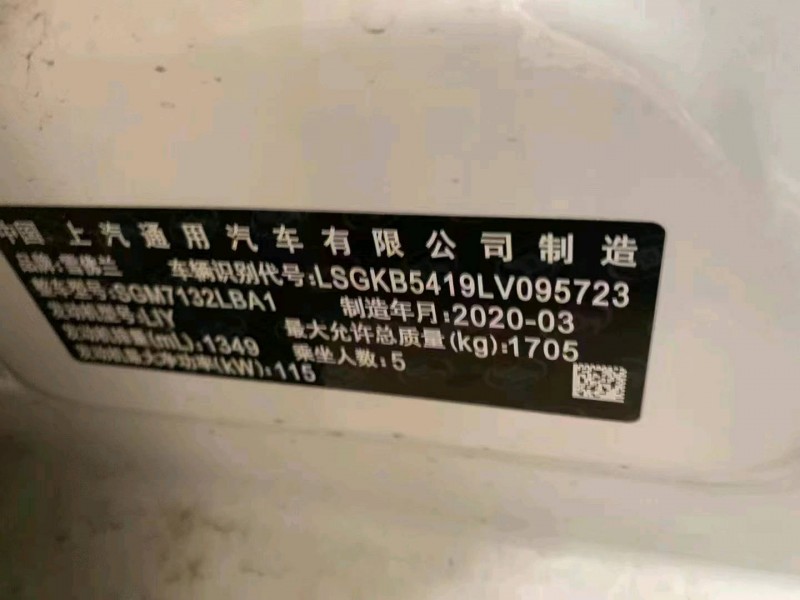 中国 上汽通用汽车有限公司制造
品牌:雪佛兰 车辆识别代号:LSGKB5419LV095723
整车型号:SGM7132LBA1 制造年月:2020-03
发动机型号:LIY 最大允许总质量(kg):1705
发动机排量(mL):1349 乘坐人数:5
发动机最大净功率(kW):115